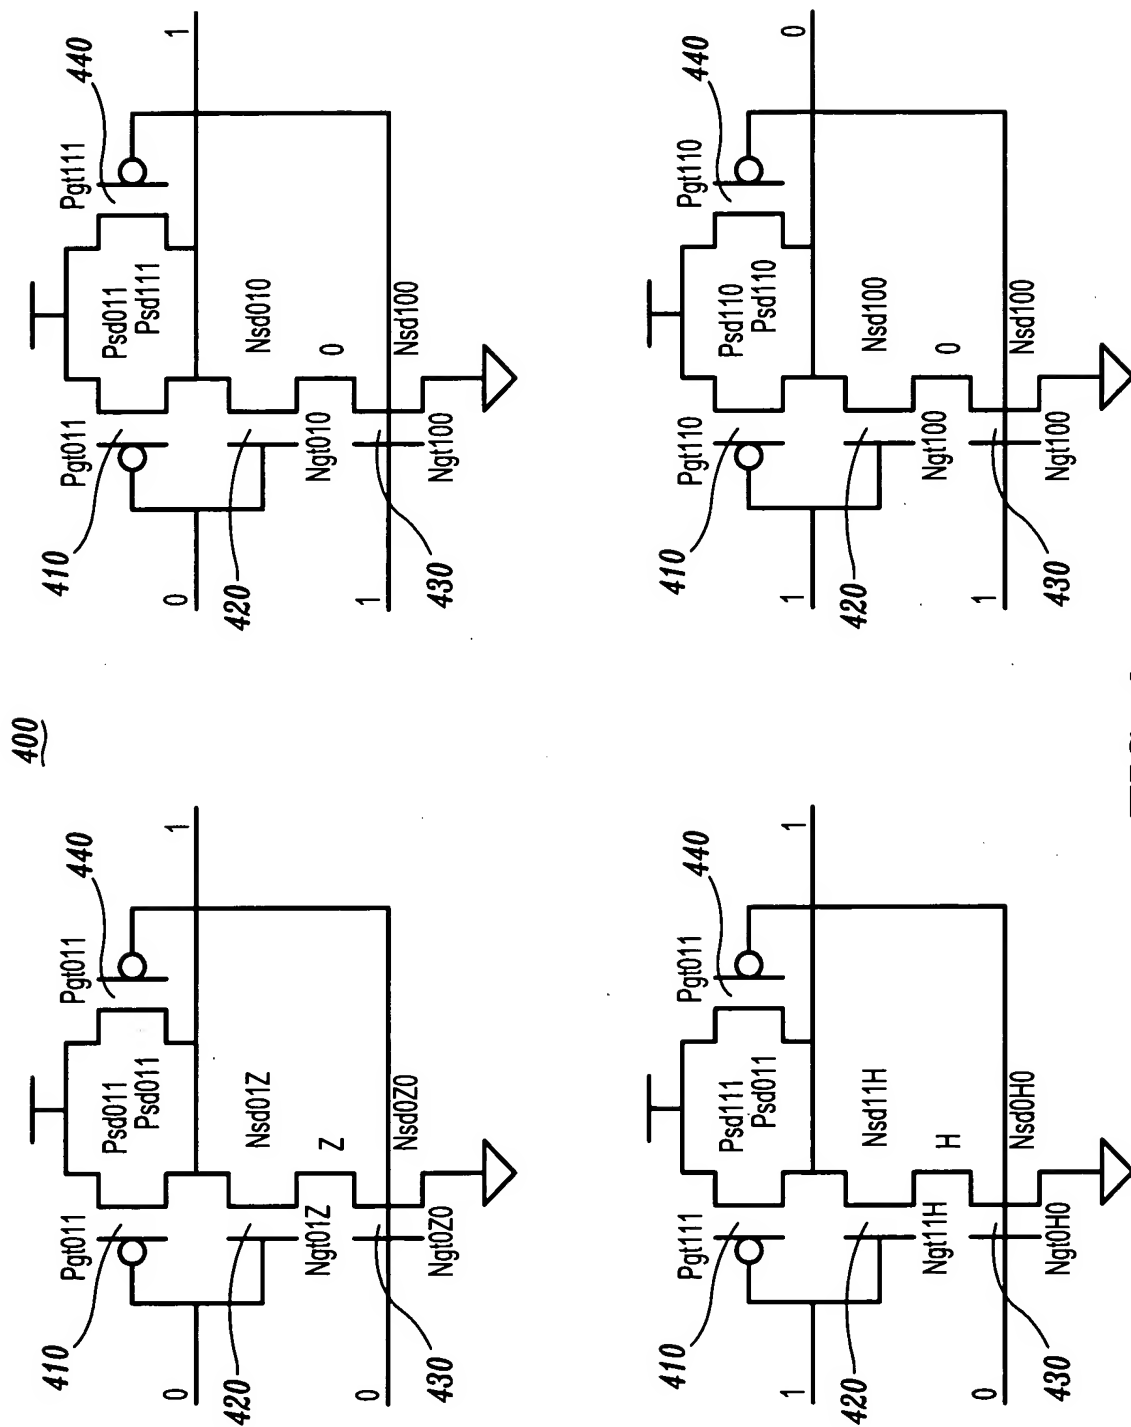 400
Pgt011
Pgt011
440
410
Psd011
Psd011
0
1
Nsd01Z
420
Ngt01Z
Z
0
Nsd0Z0
430
Ngt0Z0
Pgt011
Pgt111
440
410
Psd011
Psd111
0
1
Nsd010
420
Ngt010
0
1
Nsd100
430
Ngt100
Pgt111
Pgt011
440
410
Psd111
Psd011
1
1
Nsd11H
420
Ngt11H
H
0
Nsd0H0
430
Ngt0H0
Pgt110
Pgt110
440
410
Psd110
Psd110
1
0
Nsd100
420
Ngt100
0
1
Nsd100
430
Ngt100